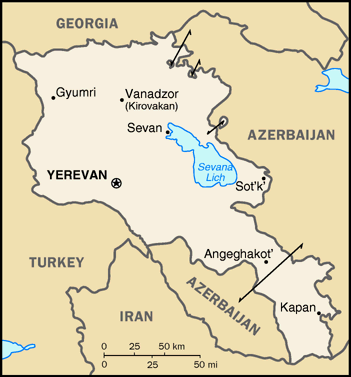 GEORGIA
Gyumri
Vanadzor
(Kirovakan)
Sevan
AZERBAIJAN
Sevana
Lich
YEREVAN
Sot'k'
Angeghakot'
TURKEY
AZERBAIJAN
IRAN
Kapan
0 25 50 km
0 25 50 mi